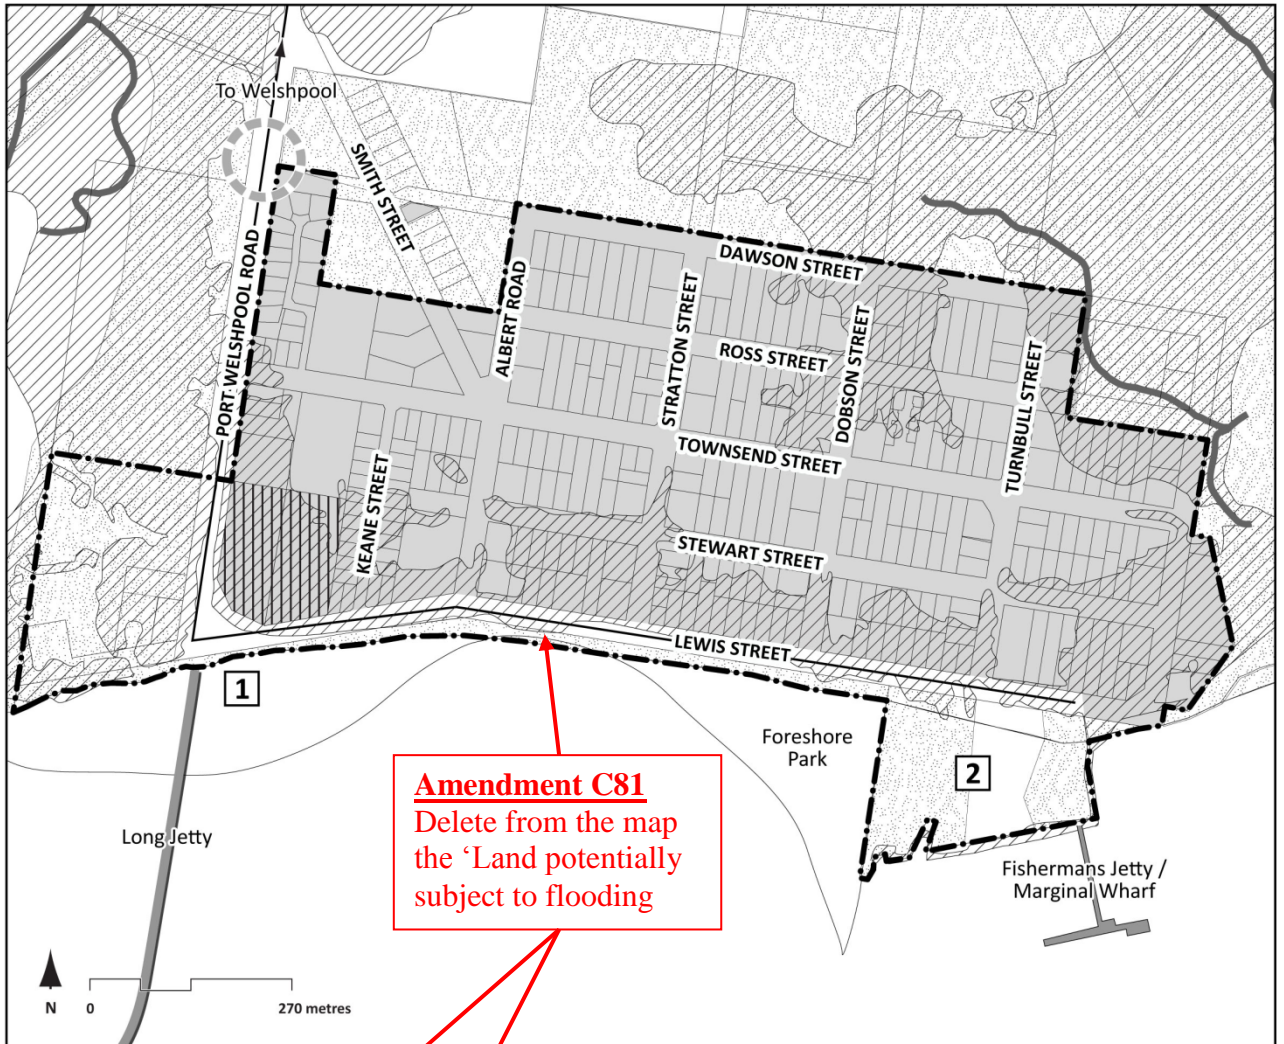 To Welshpool
SMITH STREET
PORT WELSHPOOL ROAD
ALBERT ROAD
DAWSON STREET
STRATTON STREET
ROSS STREET
DOBSON STREET
TURNBULL STREET
TOWNSEND STREET
KEANE STREET
STEWART STREET
LEWIS STREET
1
Foreshore
Park
2
Amendment C81
Delete from the map
the ‘Land potentially
subject to flooding
Long Jetty
Fishermans Jetty /
Marginal Wharf
N
0
270 metres